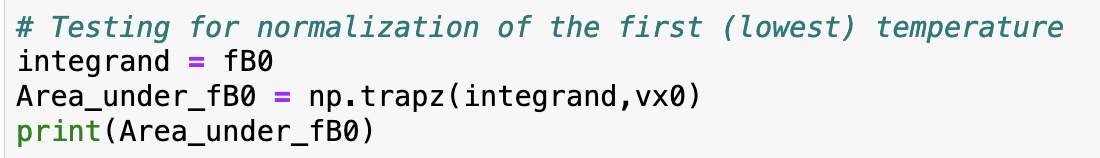 # Testing for normalization of the first (lowest) temperature
integrand = fB0
Area_under_fB0 = np.trapz(integrand,vx0)
print(Area_under_fB0)